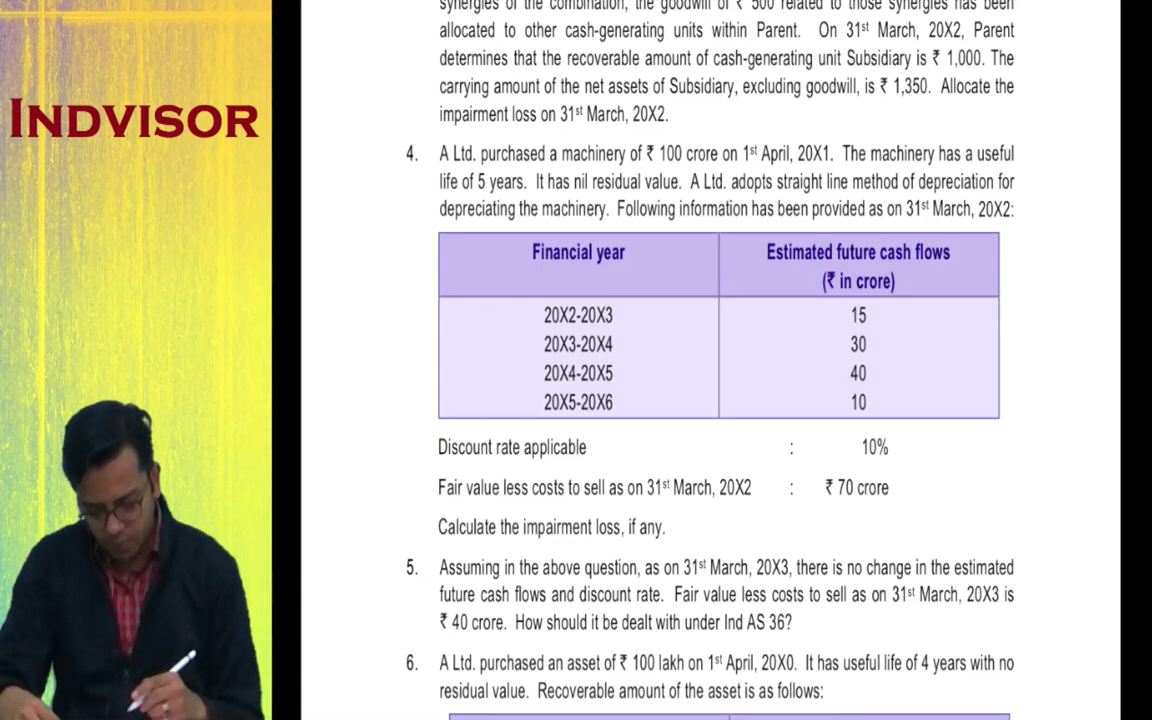 INDVISOR
synergies of the combination, the goodwill of ₹ 500 related to those synergies has been
allocated to other cash-generating units within Parent. On 31st March, 20X2, Parent
determines that the recoverable amount of cash-generating unit Subsidiary is ₹ 1,000. The
carrying amount of the net assets of Subsidiary, excluding goodwill, is ₹ 1,350. Allocate the
impairment loss on 31st March, 20X2.
4. A Ltd. purchased a machinery of ₹ 100 crore on 1st April, 20X1. The machinery has a useful
life of 5 years. It has nil residual value. A Ltd. adopts straight line method of depreciation for
depreciating the machinery. Following information has been provided as on 31st March, 20X2:
Financial year Estimated future cash flows
(₹ in crore)
20X2-20X3 15
20X3-20X4 30
20X4-20X5 40
20X5-20X6 10
Discount rate applicable : 10%
Fair value less costs to sell as on 31st March, 20X2 : ₹ 70 crore
Calculate the impairment loss, if any.
5. Assuming in the above question, as on 31st March, 20X3, there is no change in the estimated
future cash flows and discount rate. Fair value less costs to sell as on 31st March, 20X3 is
₹ 40 crore. How should it be dealt with under Ind AS 36?
6. A Ltd. purchased an asset of ₹ 100 lakh on 1st April, 20X0. It has useful life of 4 years with no
residual value. Recoverable amount of the asset is as follows: